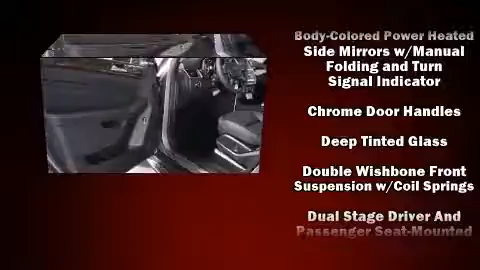 Body-Colored Power Heated
Side Mirrors w/Manual
Folding and Turn
Signal Indicator
Chrome Door Handles
Deep Tinted Glass
Double Wishbone Front
Suspension w/Coil Springs
Dual Stage Driver And
Passenger Seat-Mounted